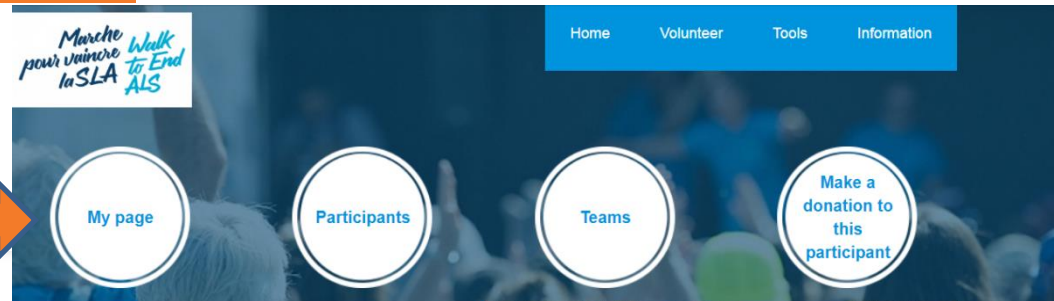 Marche
pour vaincre
la SLA
Walk
to End
ALS
Home Volunteer Tools Information
My page
Participants
Teams
Make a
donation to
this
participant